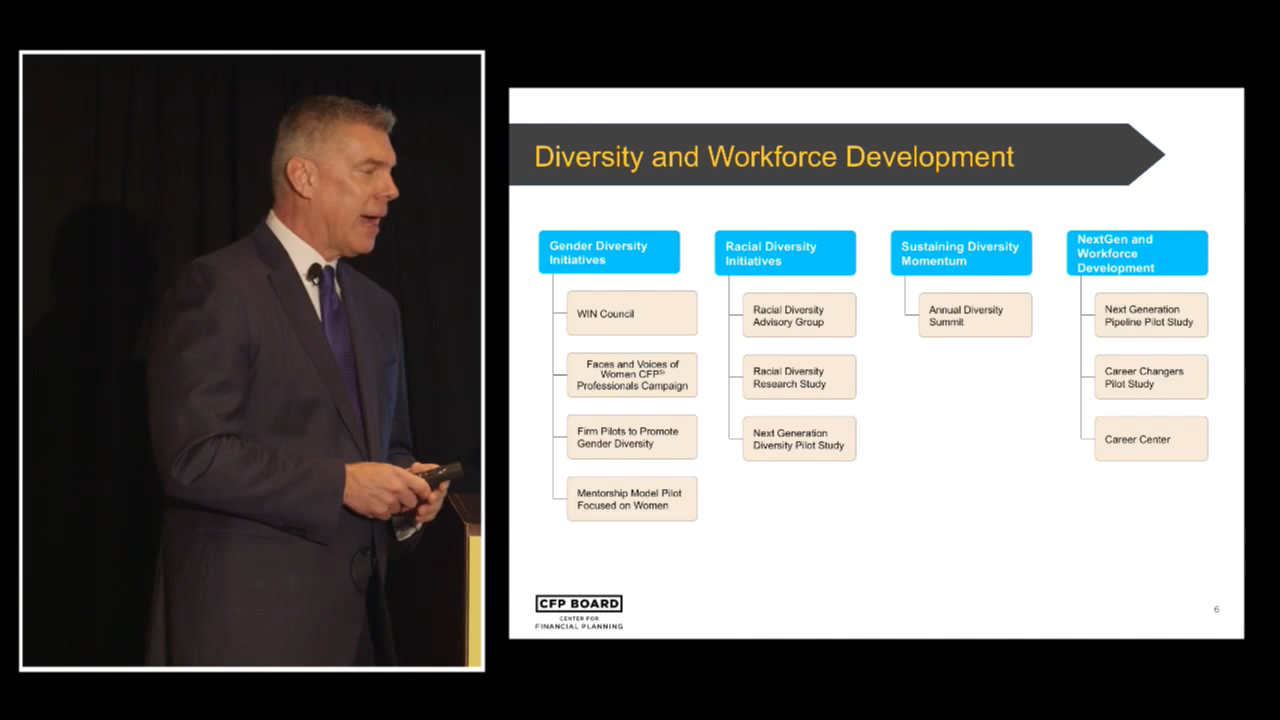 Diversity and Workforce Development
Gender Diversity
Initiatives
WIN Council
Faces and Voices of
Women CFP®
Professionals Campaign
Firm Pilots to Promote
Gender Diversity
Mentorship Model Pilot
Focused on Women
Racial Diversity
Initiatives
Racial Diversity
Advisory Group
Racial Diversity
Research Study
Next Generation
Diversity Pilot Study
Sustaining Diversity
Momentum
Annual Diversity
Summit
NextGen and
Workforce
Development
Next Generation
Pipeline Pilot Study
Career Changers
Pilot Study
Career Center
CFP BOARD
CENTER FOR
FINANCIAL PLANNING
6